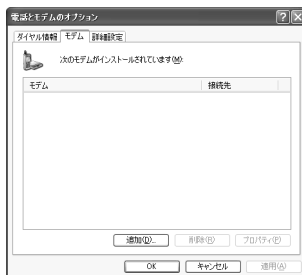 電話とモデムのオプション
ダイヤル情報 モデム 詳細設定
次のモデムがインストールされています(M):
モデム 接続先
追加(D)... 削除(R) プロパティ(P)
OK キャンセル 適用(A)